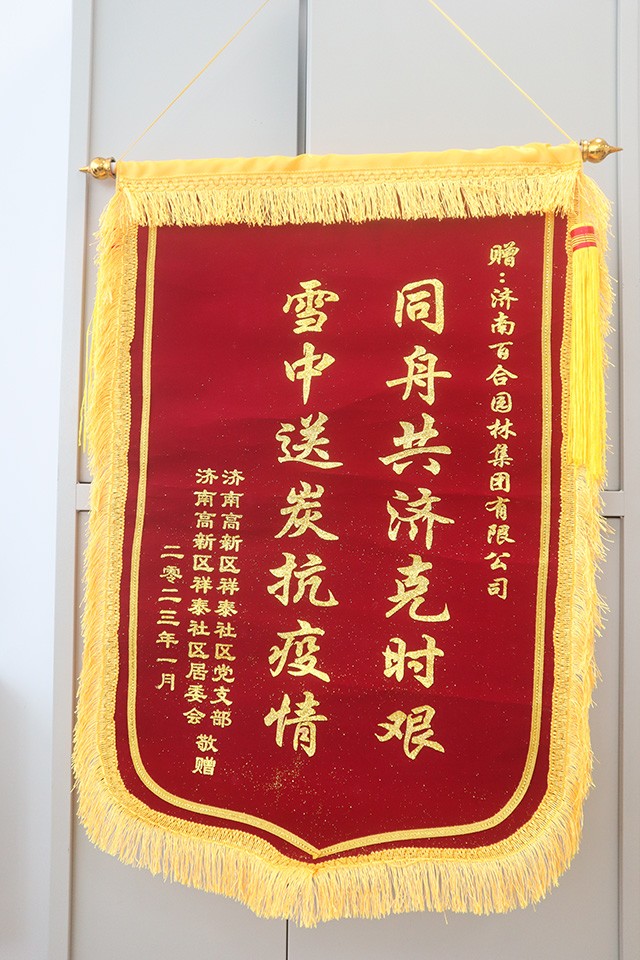 赠：济南百合园林集团有限公司
同舟共济克时艰
雪中送炭抗疫情
济南高新区祥泰社区党支部
济南高新区祥泰社区居委会 敬赠
二零二三年一月